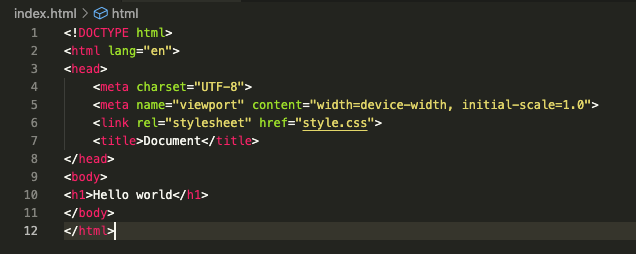 index.html > html
1 <!DOCTYPE html>
2 <html lang="en">
3 <head>
4     <meta charset="UTF-8">
5     <meta name="viewport" content="width=device-width, initial-scale=1.0">
6     <link rel="stylesheet" href="style.css">
7     <title>Document</title>
8 </head>
9 <body>
10 <h1>Hello world</h1>
11 </body>
12 </html>